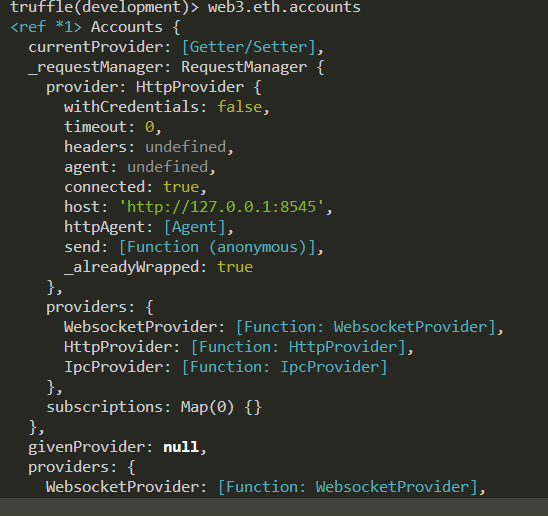 truffle(development)> web3.eth.accounts
<ref *1> Accounts {
  currentProvider: [Getter/Setter],
  _requestManager: RequestManager {
    provider: HttpProvider {
      withCredentials: false,
      timeout: 0,
      headers: undefined,
      agent: undefined,
      connected: true,
      host: 'http://127.0.0.1:8545',
      httpAgent: [Agent],
      send: [Function (anonymous)],
      _alreadyWrapped: true
    },
    providers: {
      WebsocketProvider: [Function: WebsocketProvider],
      HttpProvider: [Function: HttpProvider],
      IpcProvider: [Function: IpcProvider]
    },
    subscriptions: Map(0) {}
  },
  givenProvider: null,
  providers: {
    WebsocketProvider: [Function: WebsocketProvider],